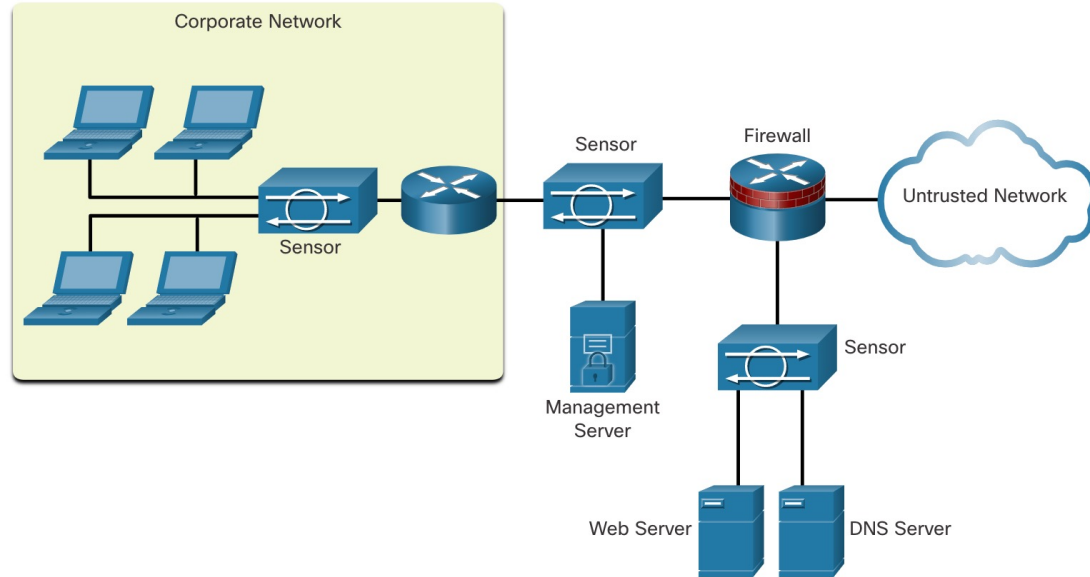 Corporate Network
Sensor
Firewall
Untrusted Network
Sensor
Sensor
Management
Server
Web Server
DNS Server